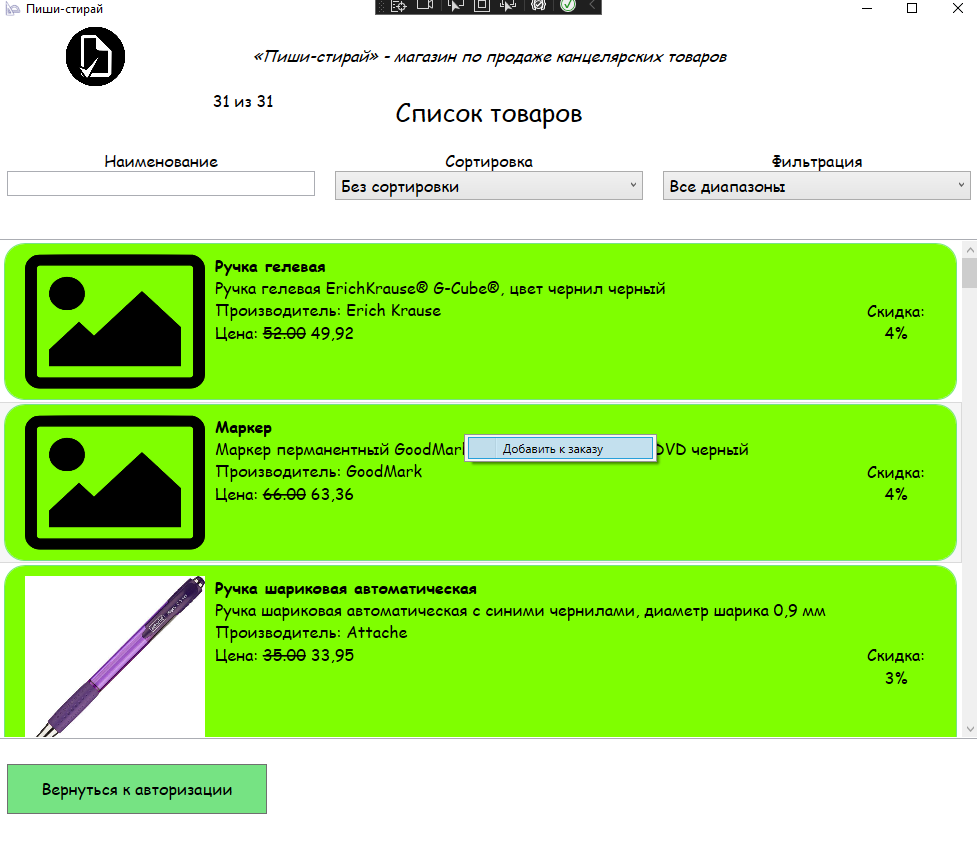 Пиши-стирай
«Пиши-стирай» - магазин по продаже канцелярских товаров
31 из 31
Список товаров
Наименование
Сортировка
Фильтрация
Без сортировки
Все диапазоны
Ручка гелевая
Ручка гелевая ErichKrause® G-Cube®, цвет чернил черный
Производитель: Erich Krause
Цена: 52.00 49,92
Скидка:
4%
Маркер
Маркер перманентный GoodMar
DVD черный
Добавить к заказу
Производитель: GoodMark
Цена: 66.00 63,36
Скидка:
4%
Ручка шариковая автоматическая
Ручка шариковая автоматическая с синими чернилами, диаметр шарика 0,9 мм
Производитель: Attache
Цена: 35.00 33,95
Скидка:
3%
Вернуться к авторизации